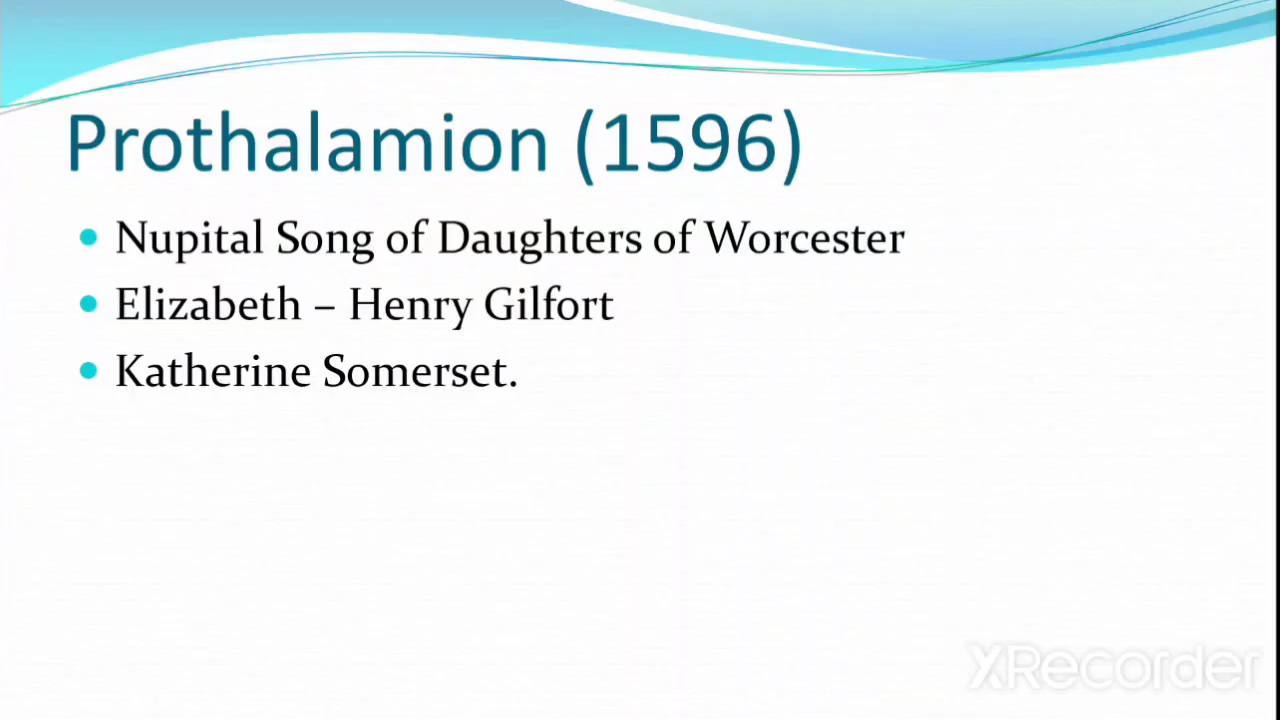 Prothalamion (1596)
Nupital Song of Daughters of Worcester
Elizabeth – Henry Gilfort
Katherine Somerset.
XRecorder